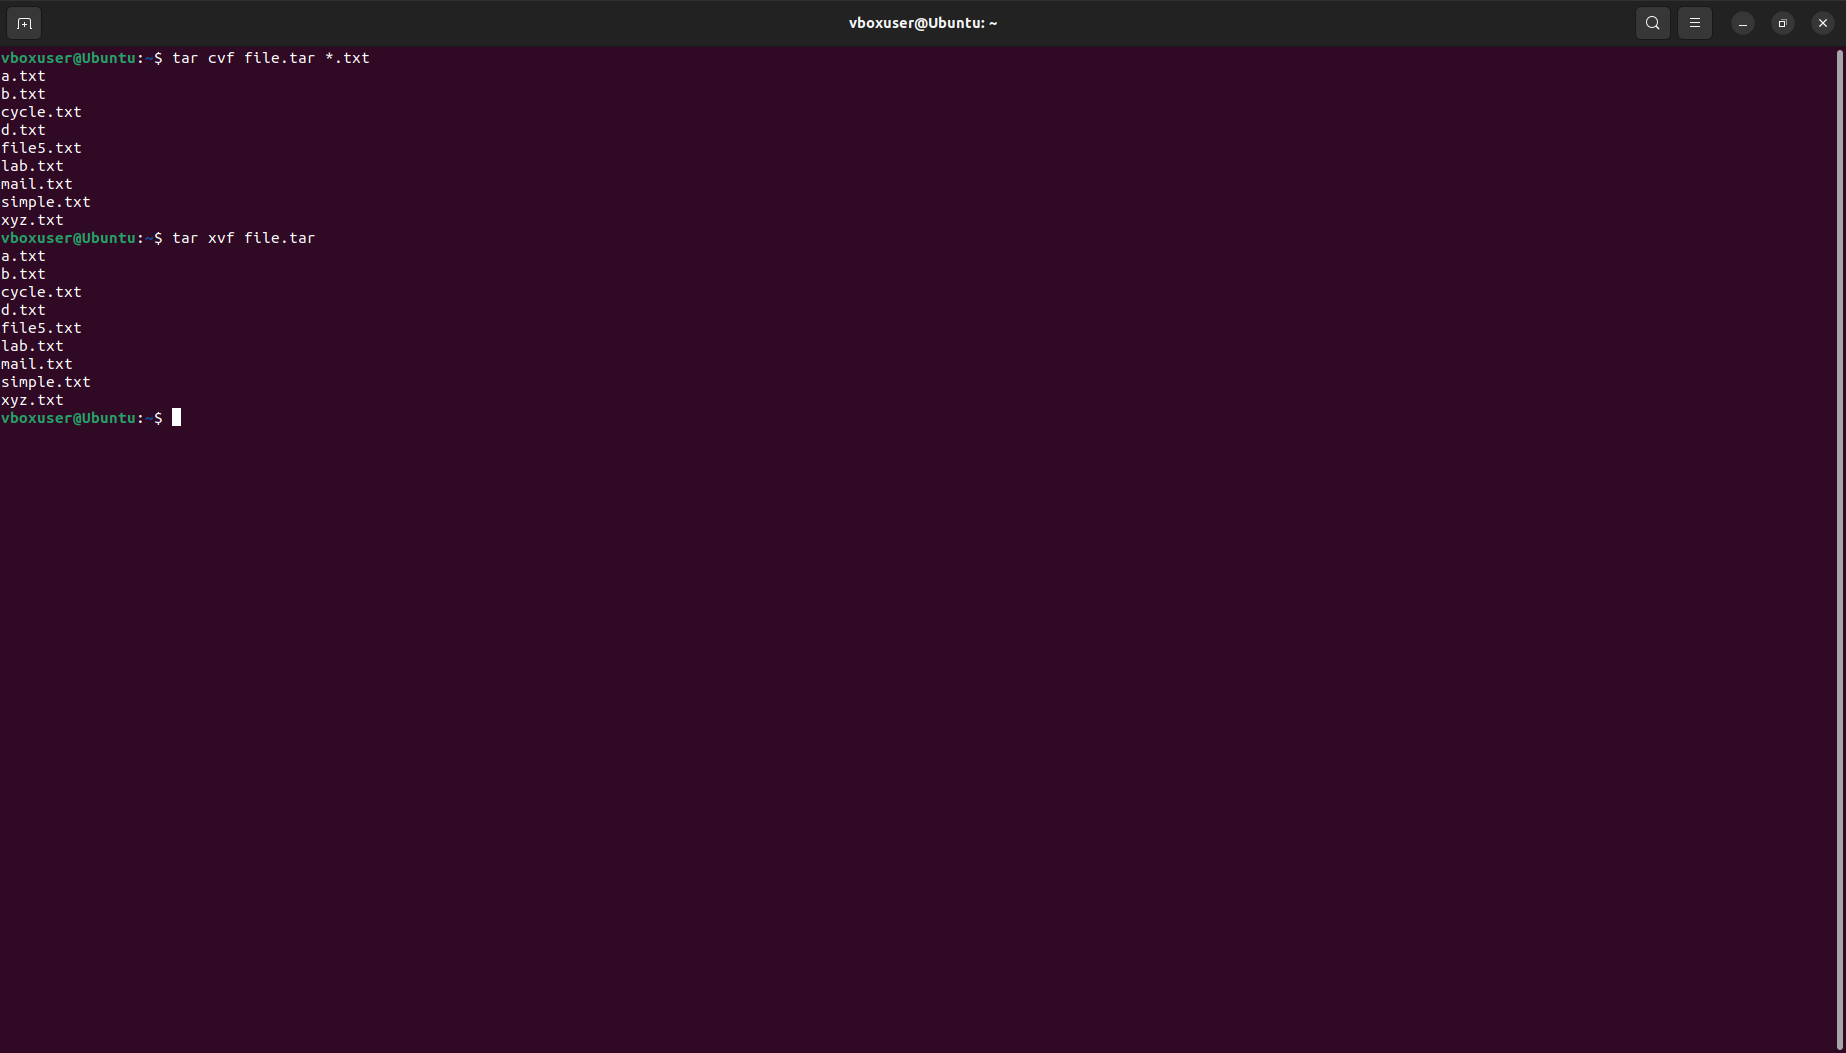 vboxuser@Ubuntu: ~
vboxuser@Ubuntu:~$ tar cvf file.tar *.txt
a.txt
b.txt
cycle.txt
d.txt
file5.txt
lab.txt
mail.txt
simple.txt
xyz.txt
vboxuser@Ubuntu:~$ tar xvf file.tar
a.txt
b.txt
cycle.txt
d.txt
file5.txt
lab.txt
mail.txt
simple.txt
xyz.txt
vboxuser@Ubuntu:~$